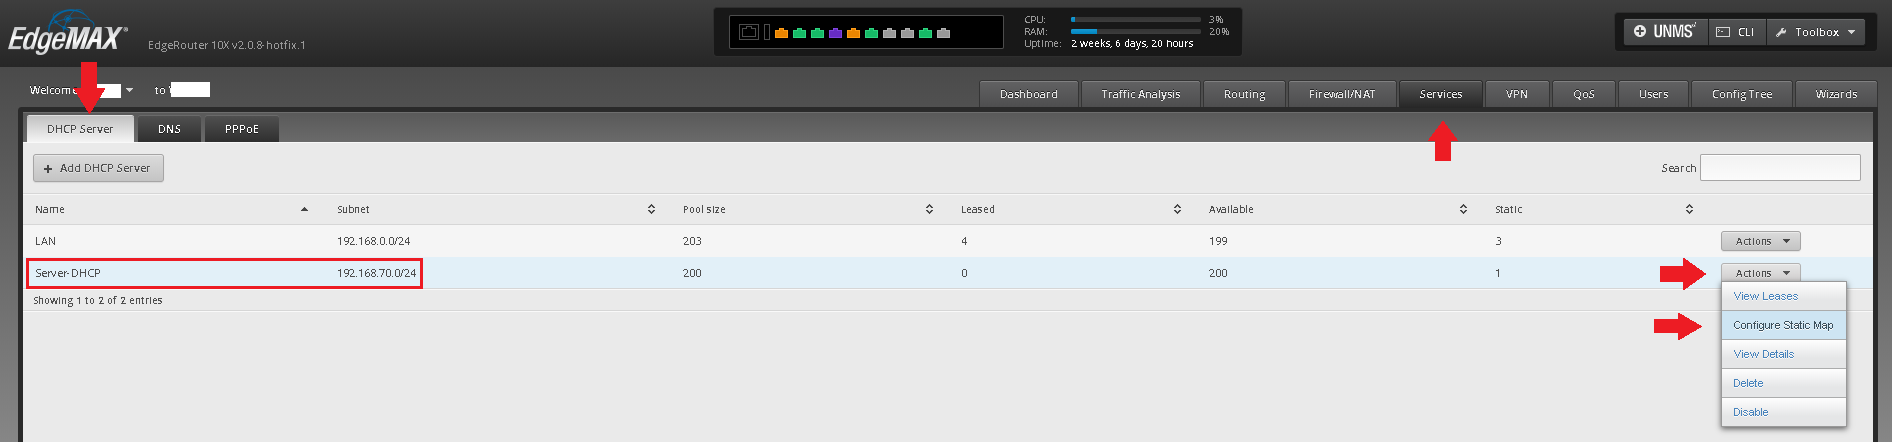 EdgeMAX®
EdgeRouter 10X v2.0.8-hotfix.1
CPU: 3%
RAM: 20%
Uptime: 2 weeks, 6 days, 20 hours
UNMS CLI Toolbox
Welcome to
Dashboard Traffic Analysis Routing Firewall/NAT Services VPN QoS Users Config Tree Wizards
DHCP Server DNS PPPoE
+ Add DHCP Server
Search
Name Subnet Pool size Leased Available Static
LAN 192.168.0.0/24 203 4 199 3 Actions
Server-DHCP 192.168.70.0/24 200 0 200 1 Actions
Showing 1 to 2 of 2 entries
View Leases
Configure Static Map
View Details
Delete
Disable